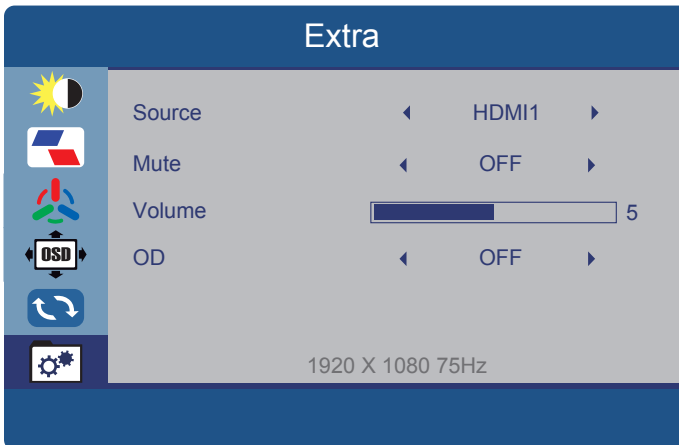 Extra
Source HDMI1
Mute OFF
Volume 5
OSD
OD OFF
1920 X 1080 75Hz